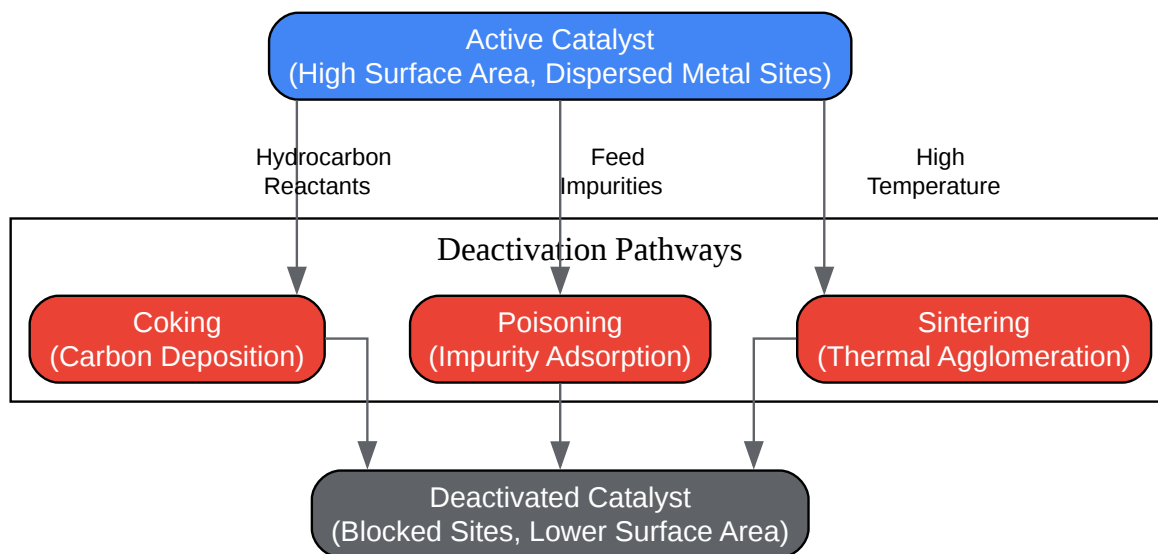 Active Catalyst
(High Surface Area, Dispersed Metal Sites)
Hydrocarbon
Reactants
Feed
Impurities
High
Temperature
Deactivation Pathways
Coking
(Carbon Deposition)
Poisoning
(Impurity Adsorption)
Sintering
(Thermal Agglomeration)
Deactivated Catalyst
(Blocked Sites, Lower Surface Area)